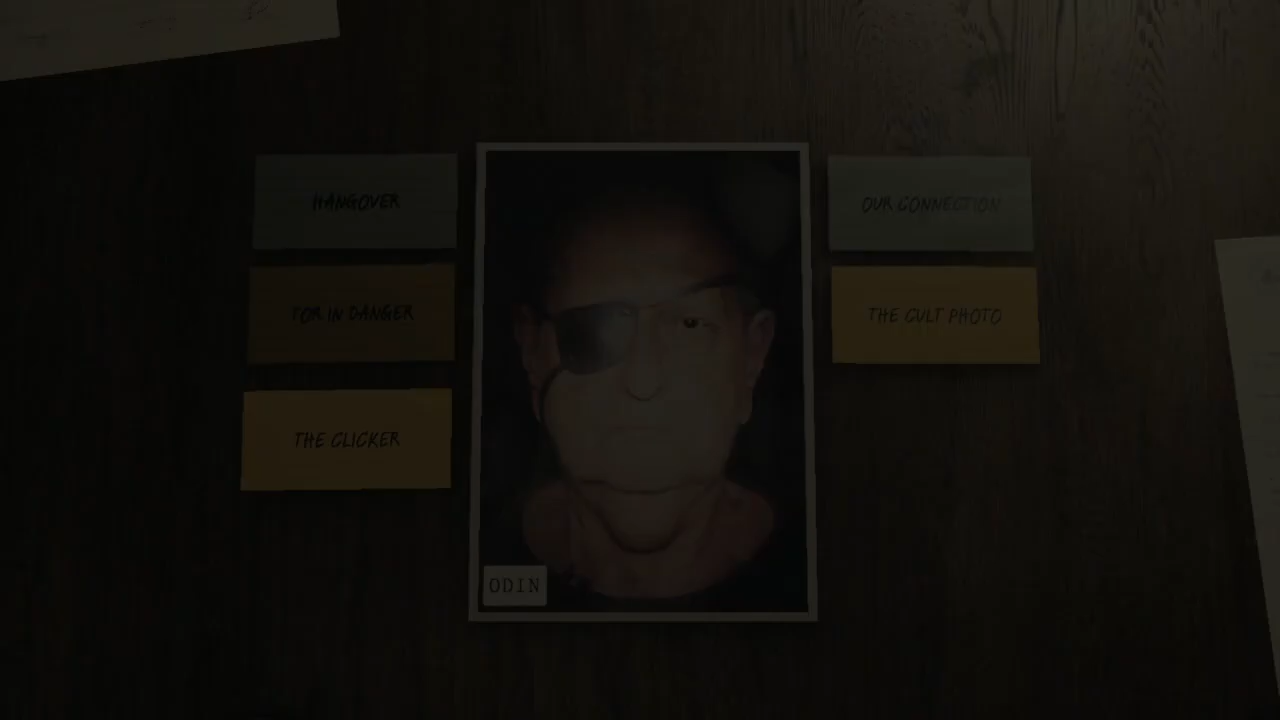 HANGOVER
OUR CONNECTION
TOR IN DANGER
THE CULT PHOTO
THE CLICKER
ODIN